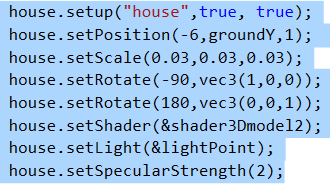 house.setup("house",true, true);
house.setPosition(-6,groundY,1);
house.setScale(0.03,0.03,0.03);
house.setRotate(-90,vec3(1,0,0));
house.setRotate(180,vec3(0,0,1));
house.setShader(&shader3Dmodel2);
house.setLight(&lightPoint);
house.setSpecularStrength(2);